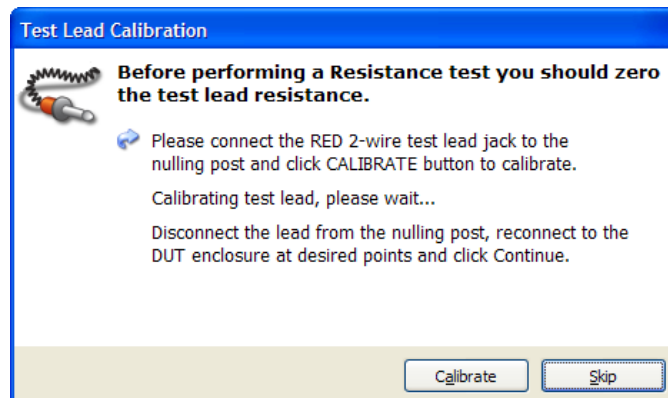 Test Lead Calibration
Before performing a Resistance test you should zero
the test lead resistance.
Please connect the RED 2-wire test lead jack to the
nulling post and click CALIBRATE button to calibrate.
Calibrating test lead, please wait...
Disconnect the lead from the nulling post, reconnect to the
DUT enclosure at desired points and click Continue.
Calibrate
Skip